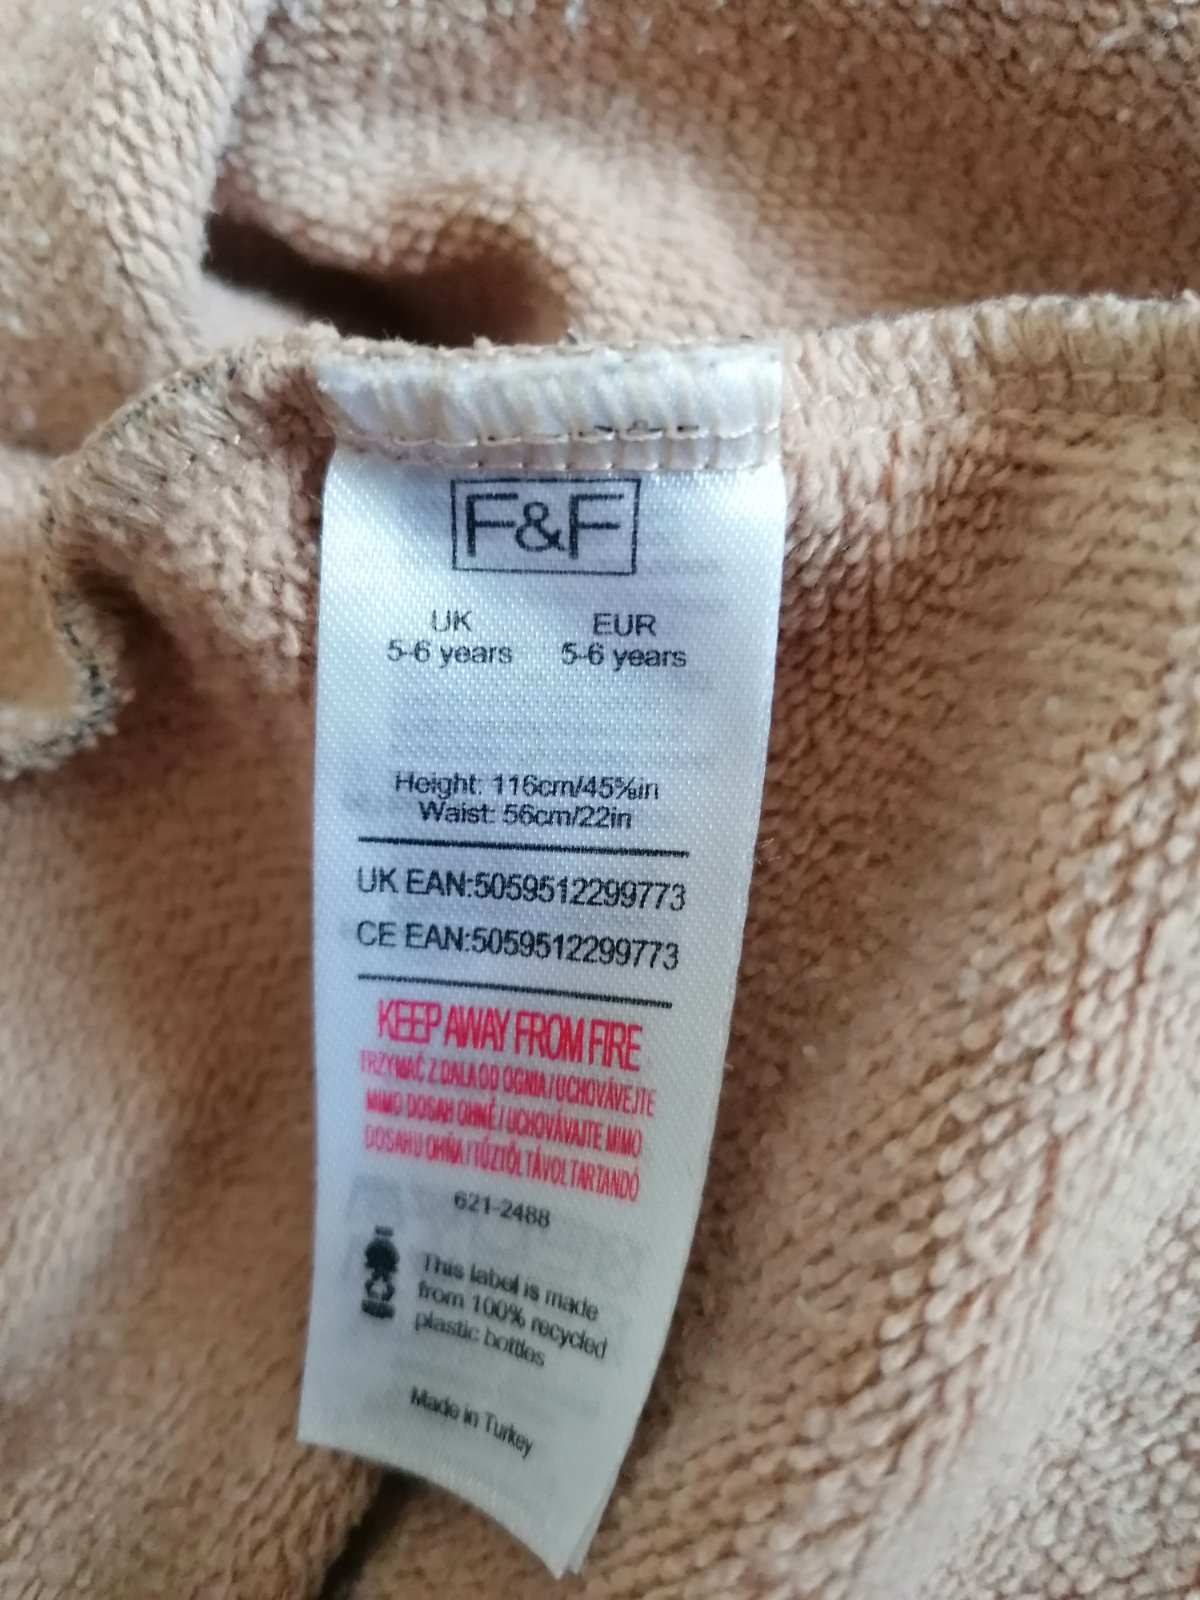 F&F
UK EUR
5-6 years 5-6 years
Height: 116cm/45⅝in
Waist: 56cm/22in
UK EAN:5059512299773
CE EAN:5059512299773
KEEP AWAY FROM FIRE
TRZYMAĆ Z DALA OD OGNIA / UCHOVÁVEJTE
MIMO DOSAH OHNĚ / UCHOVÁVAJTE MIMO
DOSAHU OHŇA / TŰZTŐL TÁVOL TARTANDÓ
621-2488
This label is made
from 100% recycled
plastic bottles
Made in Turkey